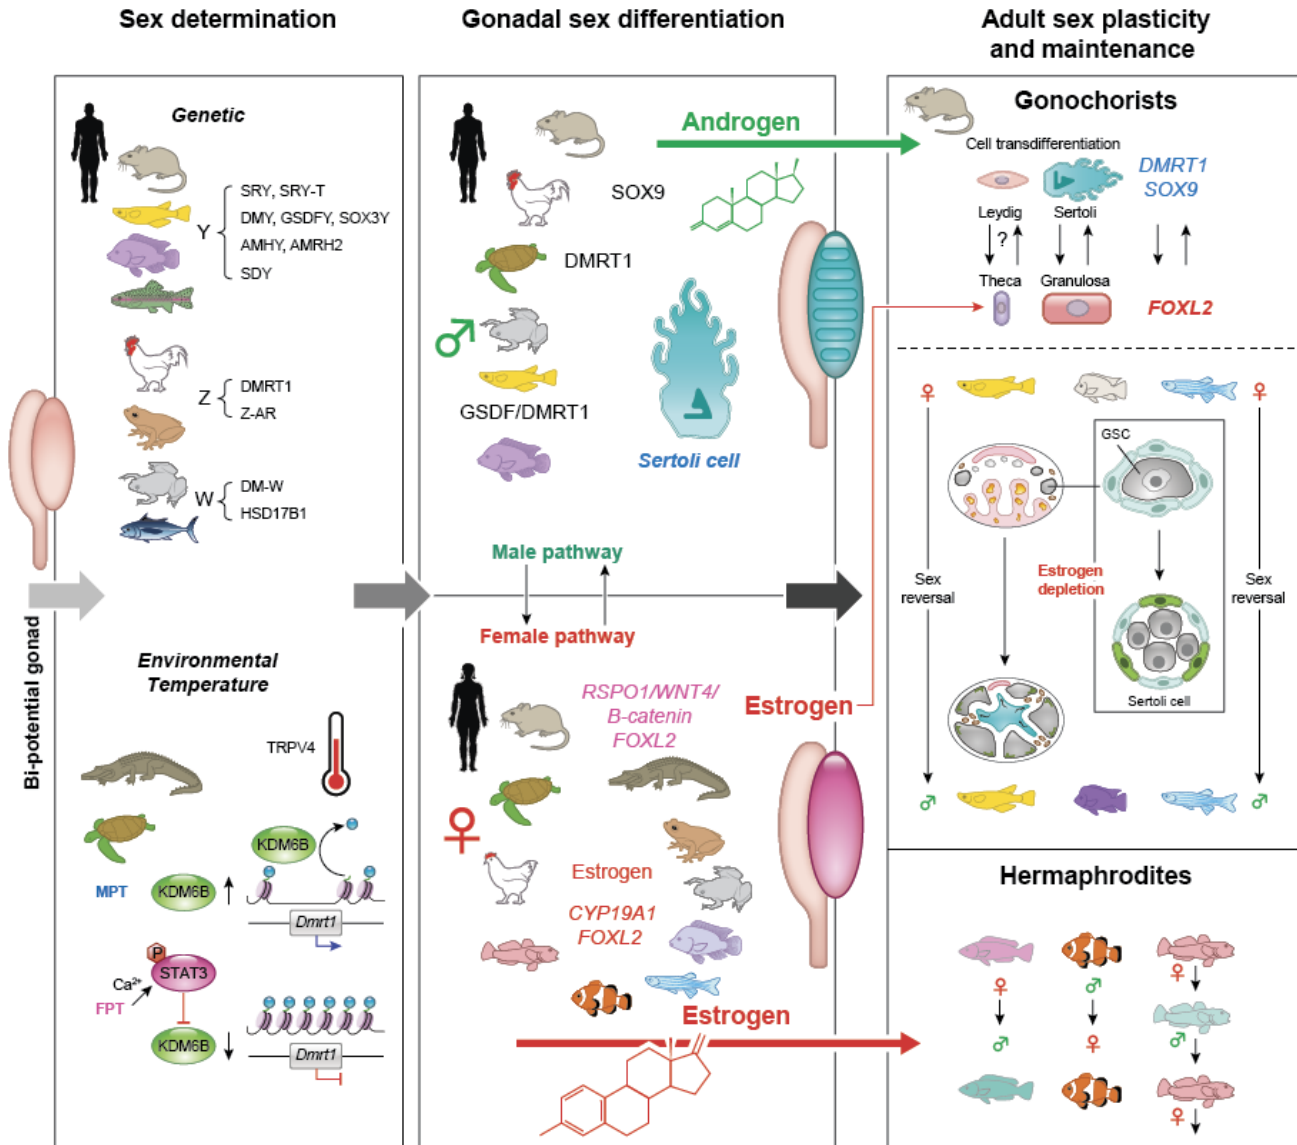 Sex determination
Gonadal sex differentiation
Adult sex plasticity
and maintenance
Bi-potential gonad
Genetic
Y
SRY, SRY-T
DMY, GSDFY, SOX3Y
AMHY, AMRH2
SDY
Z
DMRT1
Z-AR
W
DM-W
HSD17B1
Environmental
Temperature
TRPV4
KDM6B
MPT
KDM6B
Dmrt1
P
STAT3
Ca²⁺
FPT
KDM6B
Dmrt1
Androgen
SOX9
DMRT1
♂
GSDF/DMRT1
Sertoli cell
Male pathway
Female pathway
RSPO1/WNT4/
B-catenin
FOXL2
Estrogen
♀
Estrogen
CYP19A1
FOXL2
Estrogen
Gonochorists
Cell transdifferentiation
DMRT1
SOX9
Leydig
Sertoli
?
Theca
Granulosa
FOXL2
♀
♀
GSC
Estrogen
depletion
Sex
reversal
Sex
reversal
Sertoli cell
♂
♂
Hermaphrodites
♀
♂
♀
♂
♂
♀
♀